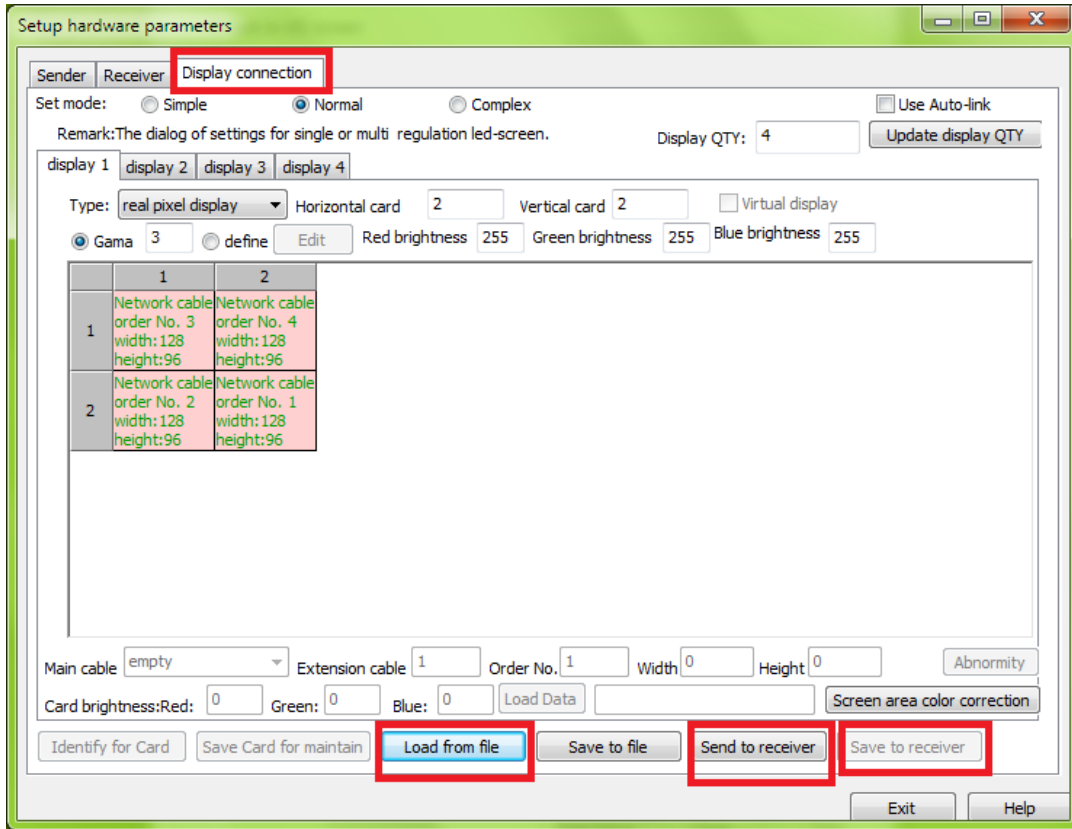 Setup hardware parameters
Sender Receiver Display connection
Set mode: Simple Normal Complex Use Auto-link
Remark:The dialog of settings for single or multi regulation led-screen. Display QTY: 4 Update display QTY
display 1 display 2 display 3 display 4
Type: real pixel display Horizontal card 2 Vertical card 2 Virtual display
Gama 3 define Edit Red brightness 255 Green brightness 255 Blue brightness 255
1 2
Network cable Network cable
order No. 3 order No. 4
1
width:128 width:128
height:96 height:96
Network cable Network cable
order No. 2 order No. 1
2
width:128 width:128
height:96 height:96
Main cable empty Extension cable 1 Order No. 1 Width 0 Height 0 Abnormity
Card brightness:Red: 0 Green: 0 Blue: 0 Load Data Screen area color correction
Identify for Card Save Card for maintain Load from file Save to file Send to receiver Save to receiver
Exit Help